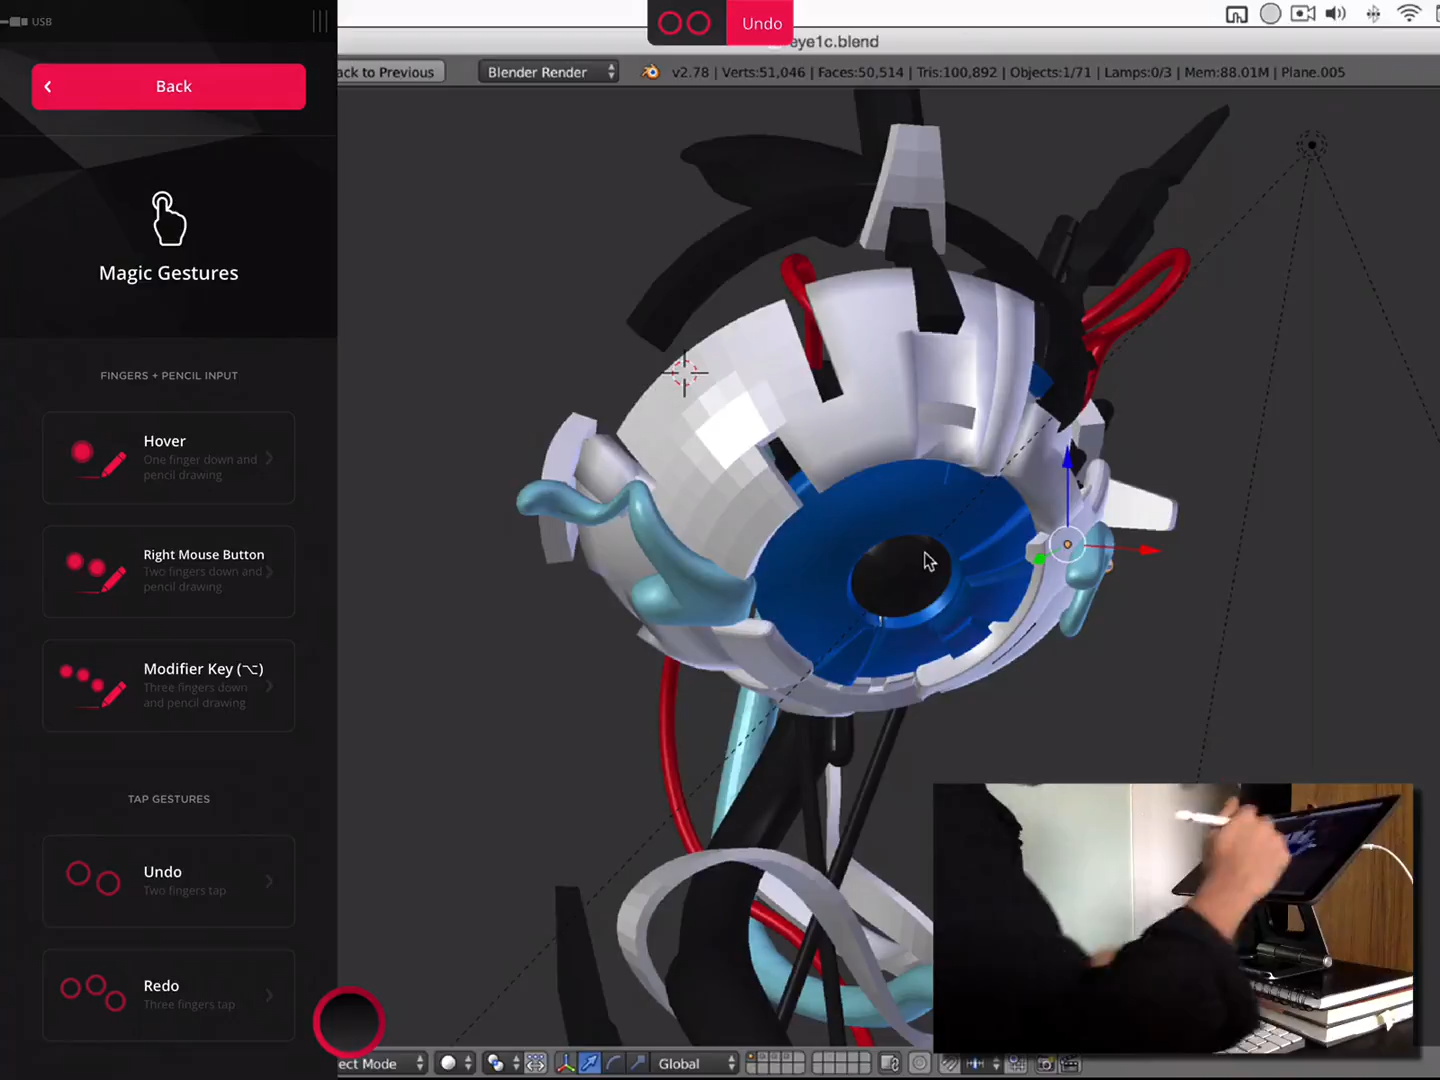 USB
Undo
eye1c.blend
ack to Previous
Blender Render
v2.78 | Verts:51,046 | Faces:50,514 | Tris:100,892 | Objects:1/71 | Lamps:0/3 | Mem:88.01M | Plane.005
Back
Magic Gestures
FINGERS + PENCIL INPUT
Hover
One finger down and
pencil drawing
Right Mouse Button
Two fingers down and
pencil drawing
Modifier Key (⌥)
Three fingers down
and pencil drawing
TAP GESTURES
Undo
Two fingers tap
Redo
Three fingers tap
ect Mode
Global